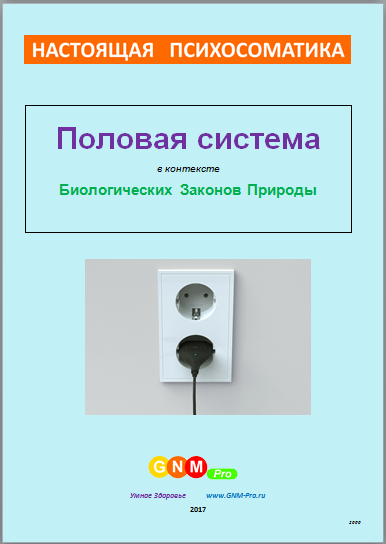 НАСТОЯЩАЯ ПСИХОСОМАТИКА
Половая система
в контексте
Биологических Законов Природы
GNM Pro
Умное Здоровье www.GNM-Pro.ru
2017